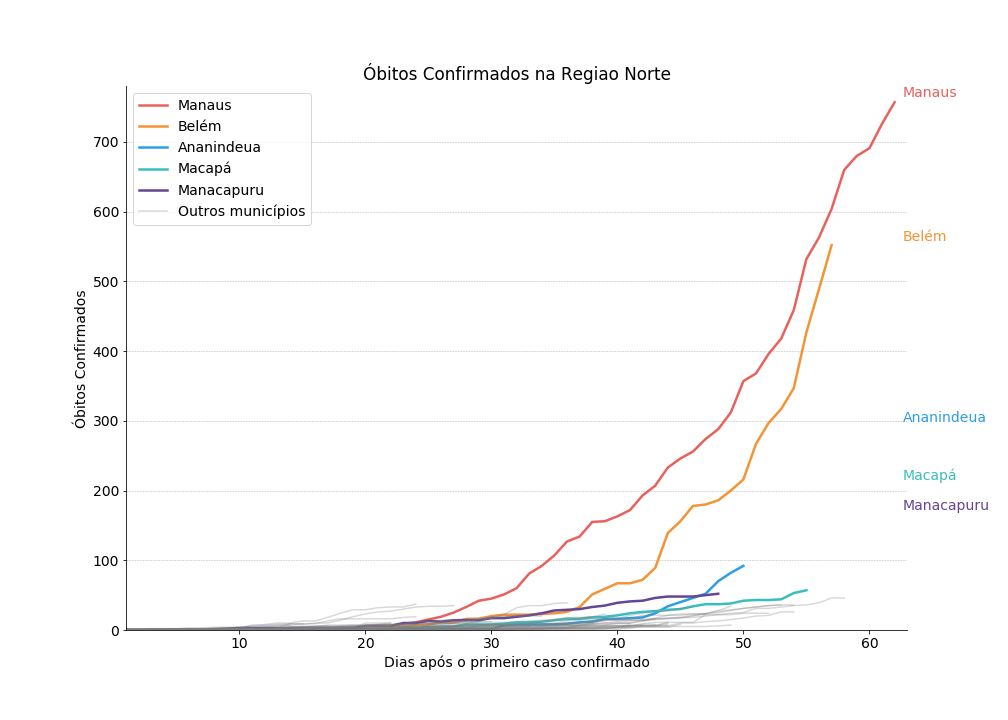 Óbitos Confirmados na Regiao Norte
Manaus
Belém
Ananindeua
Macapá
Manacapuru
Outros municípios
Óbitos Confirmados
700
600
500
400
300
200
100
0
10
20
30
40
50
60
Dias após o primeiro caso confirmado
Manaus
Belém
Ananindeua
Macapá
Manacapuru